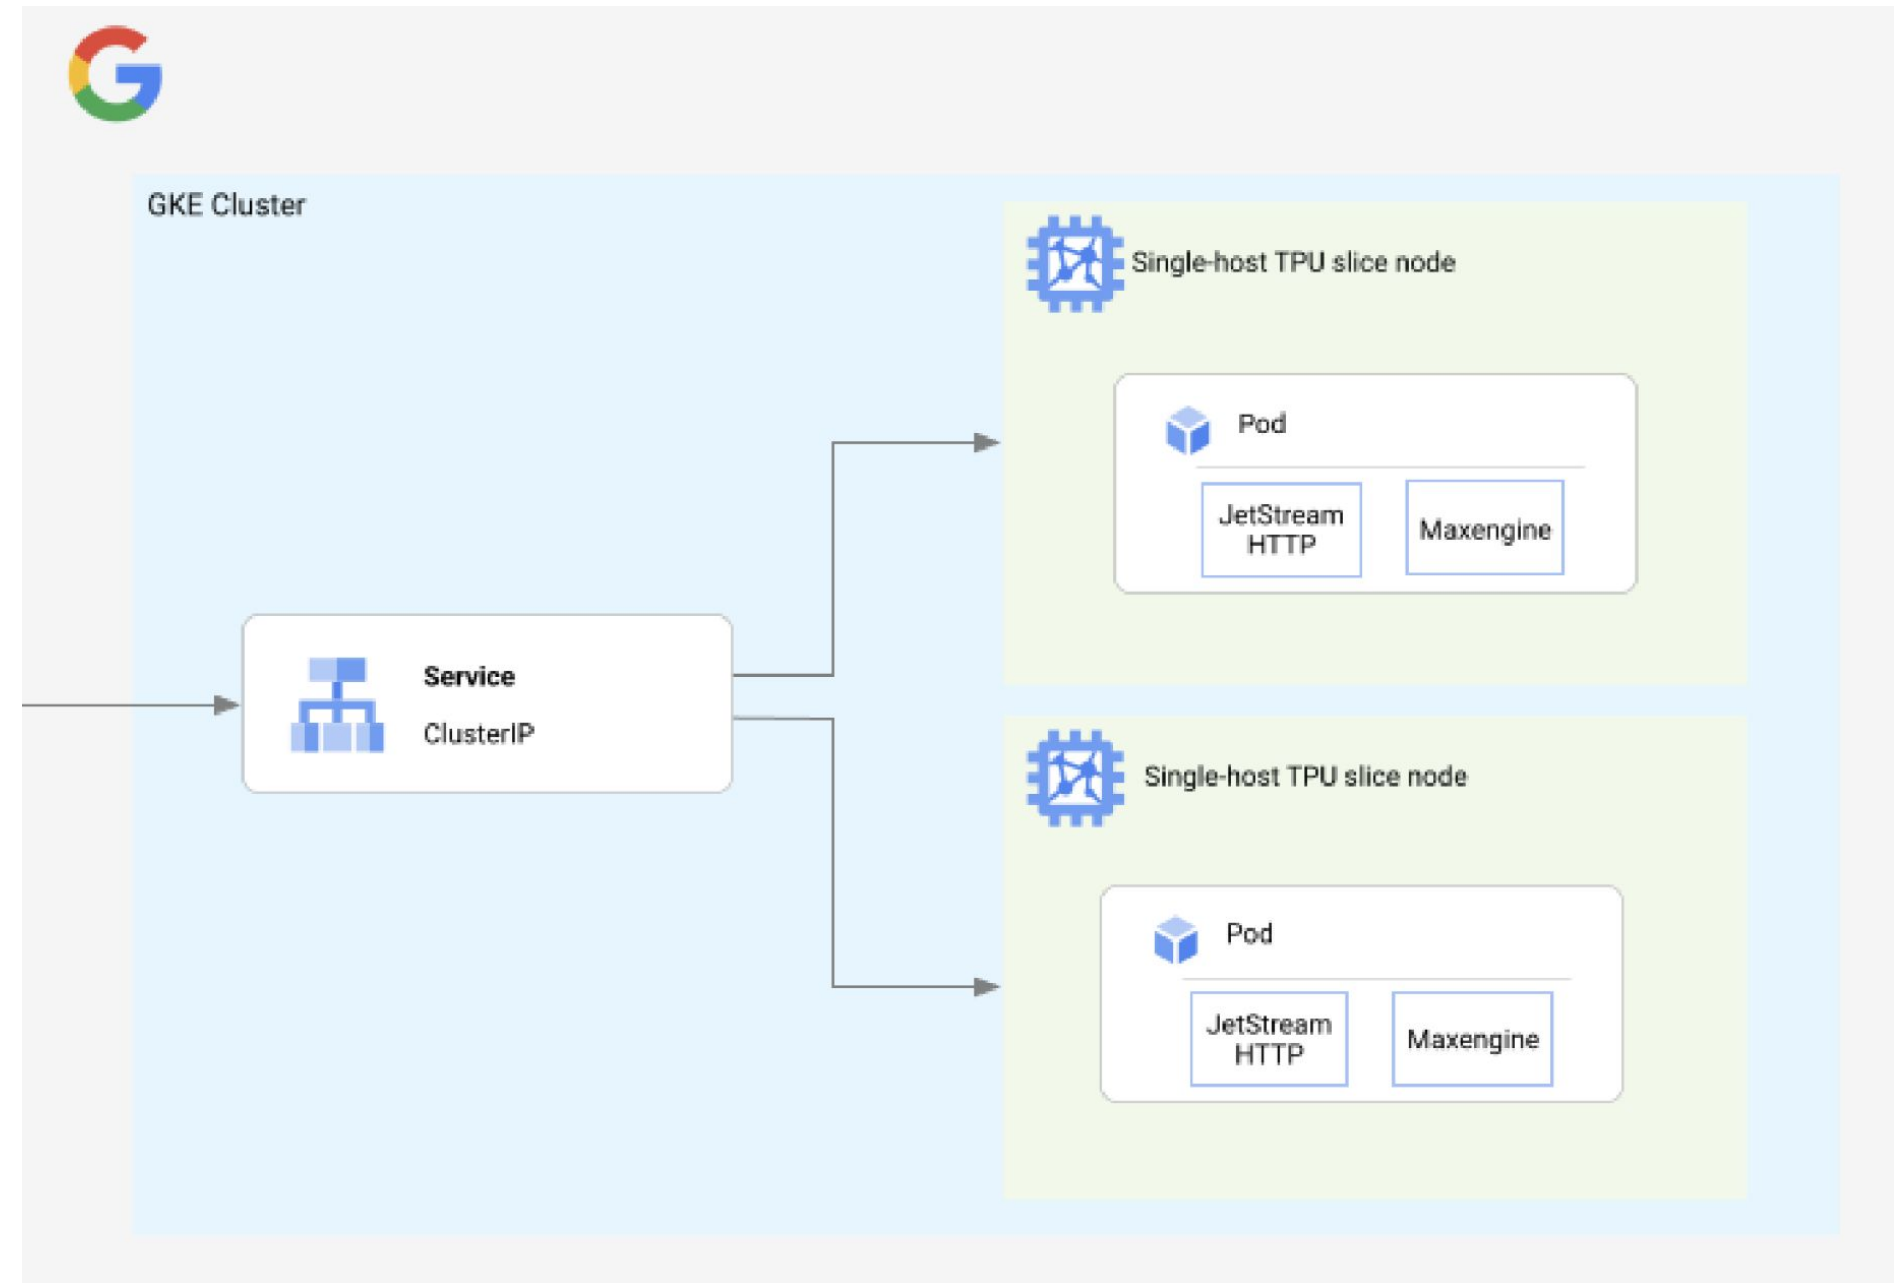 GKE Cluster
Single-host TPU slice node
Pod
JetStream
HTTP
Maxengine
Service
ClusterIP
Single-host TPU slice node
Pod
JetStream
HTTP
Maxengine